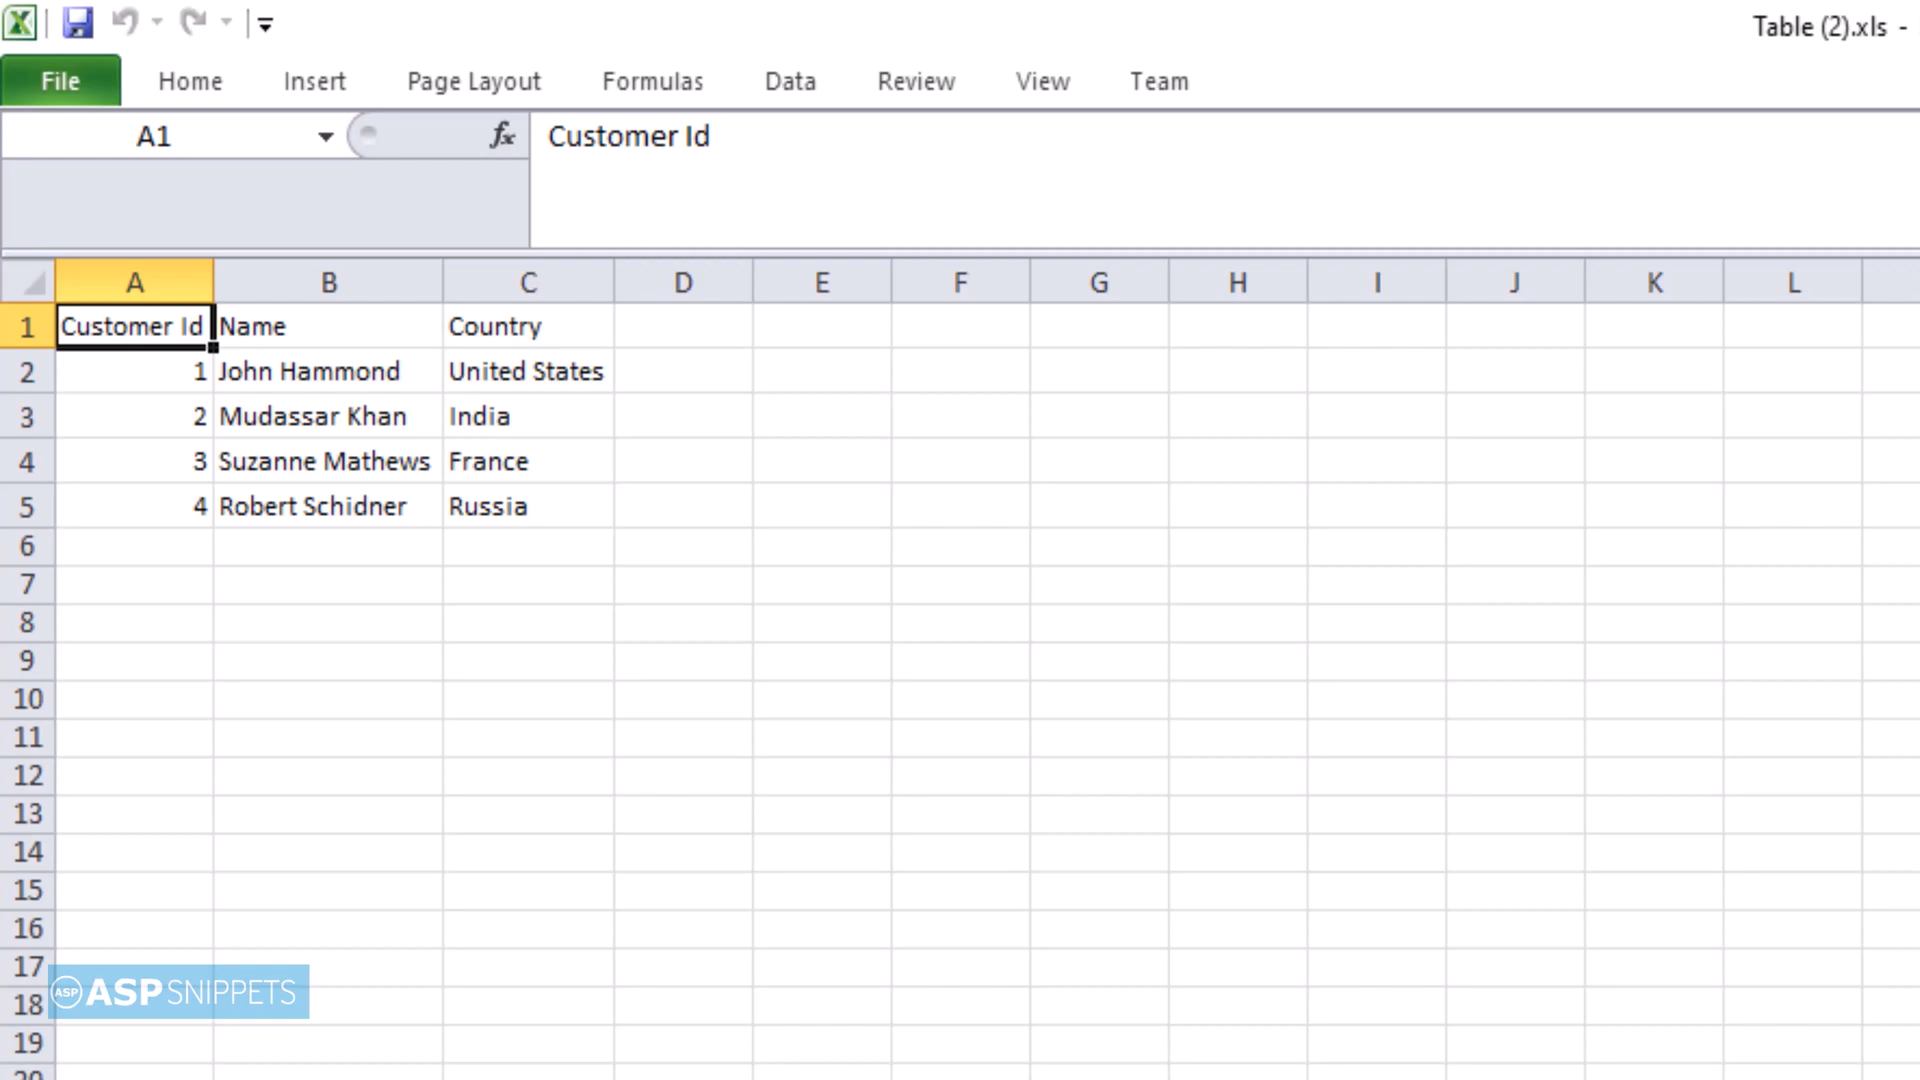 Table (2).xls -
File Home Insert Page Layout Formulas Data Review View Team
A1 fx Customer Id
A B C D E F G H I J K L
1 Customer Id Name Country
2 1 John Hammond United States
3 2 Mudassar Khan India
4 3 Suzanne Mathews France
5 4 Robert Schidner Russia
6
7
8
9
10
11
12
13
14
15
16
17
ASP ASPSNIPPETS
18
19
20